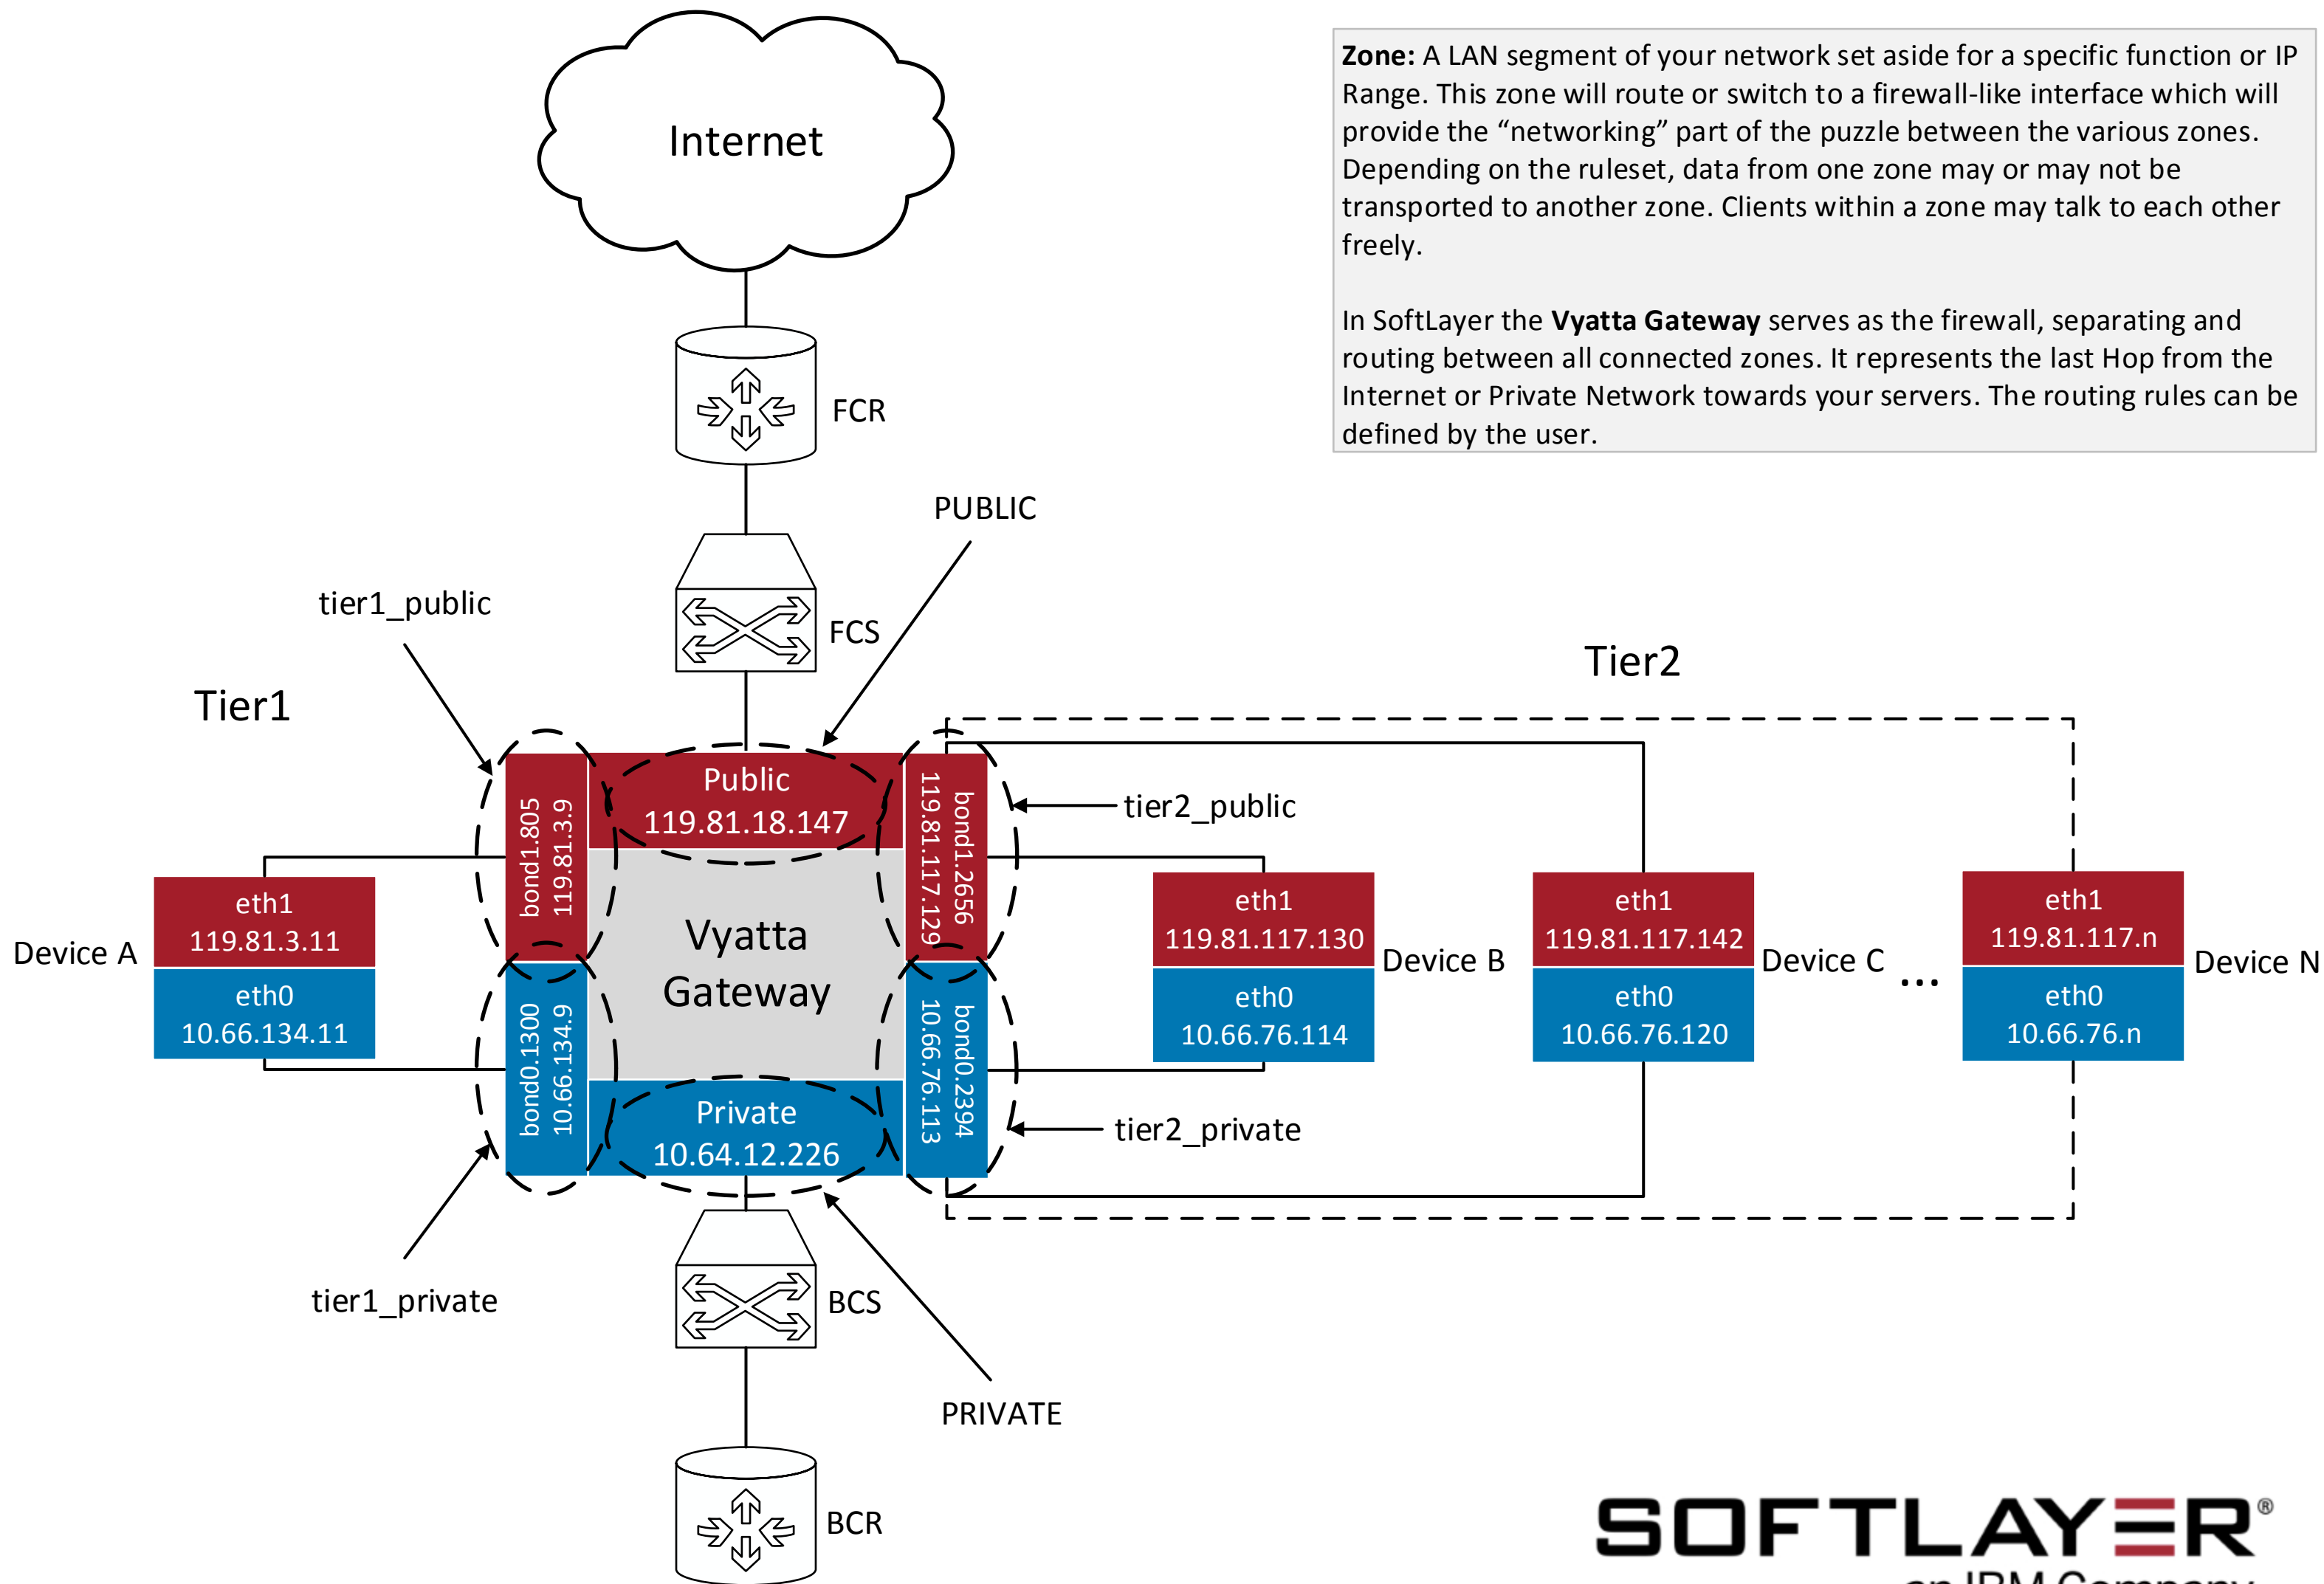 Internet
Zone: A LAN segment of your network set aside for a specific function or IP
Range. This zone will route or switch to a firewall-like interface which will
provide the “networking” part of the puzzle between the various zones.
Depending on the ruleset, data from one zone may or may not be
transported to another zone. Clients within a zone may talk to each other
freely.
In SoftLayer the Vyatta Gateway serves as the firewall, separating and
routing between all connected zones. It represents the last Hop from the
Internet or Private Network towards your servers. The routing rules can be
defined by the user.
FCR
PUBLIC
tier1_public
FCS
Tier1
Tier2
bond1.805
119.81.3.9
Public
119.81.18.147
bond1.2656
119.81.117.129
tier2_public
Device A
eth1
119.81.3.11
eth0
10.66.134.11
Vyatta
Gateway
eth1
119.81.117.130
eth0
10.66.76.114
Device B
eth1
119.81.117.142
eth0
10.66.76.120
Device C
...
eth1
119.81.117.n
eth0
10.66.76.n
Device N
bond0.1300
10.66.134.9
Private
10.64.12.226
bond0.2394
10.66.76.113
tier2_private
tier1_private
BCS
PRIVATE
BCR
SOFTLAYER®
an IBM Company